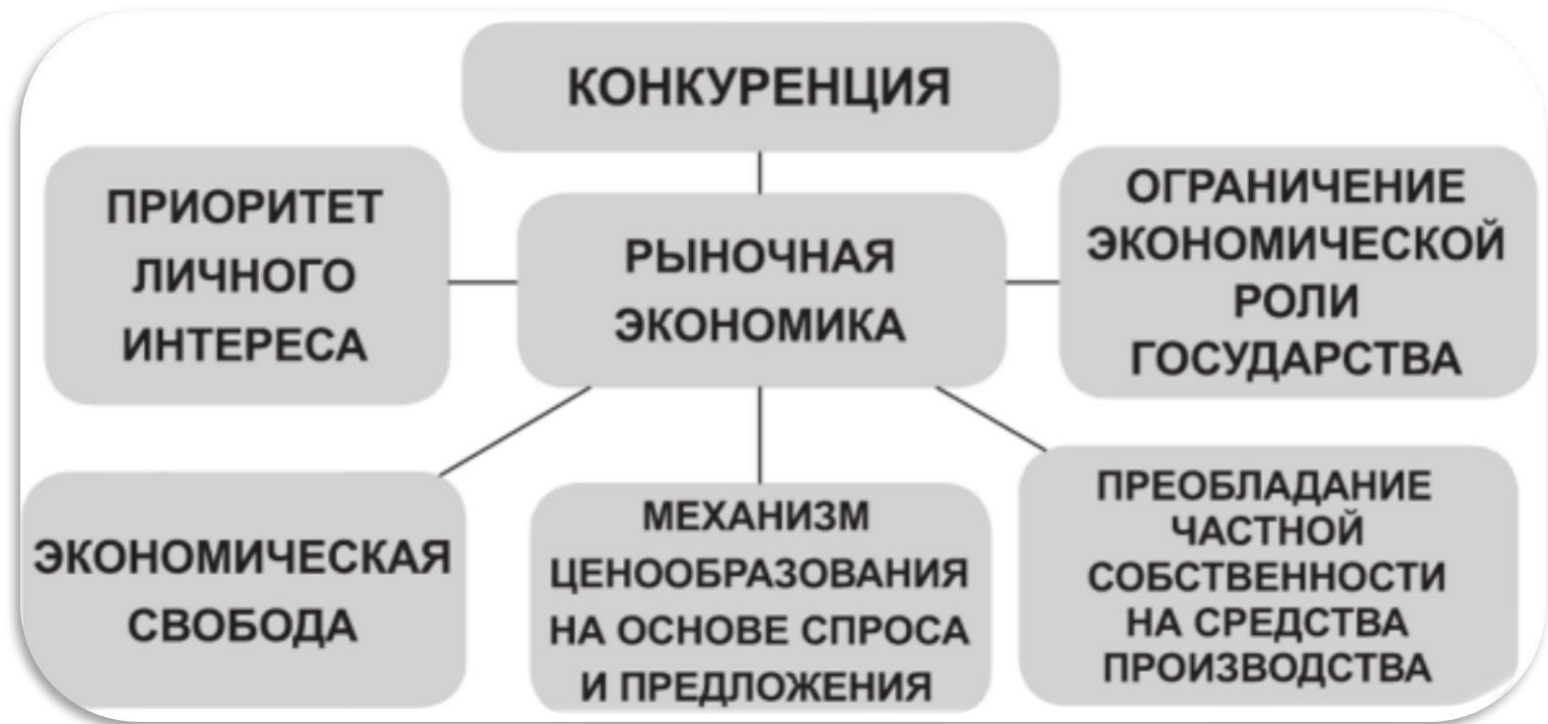 КОНКУРЕНЦИЯ
ПРИОРИТЕТ
ЛИЧНОГО
ИНТЕРЕСА
РЫНОЧНАЯ
ЭКОНОМИКА
ОГРАНИЧЕНИЕ
ЭКОНОМИЧЕСКОЙ
РОЛИ
ГОСУДАРСТВА
ЭКОНОМИЧЕСКАЯ
СВОБОДА
МЕХАНИЗМ
ЦЕНООБРАЗОВАНИЯ
НА ОСНОВЕ СПРОСА
И ПРЕДЛОЖЕНИЯ
ПРЕОБЛАДАНИЕ
ЧАСТНОЙ
СОБСТВЕННОСТИ
НА СРЕДСТВА
ПРОИЗВОДСТВА